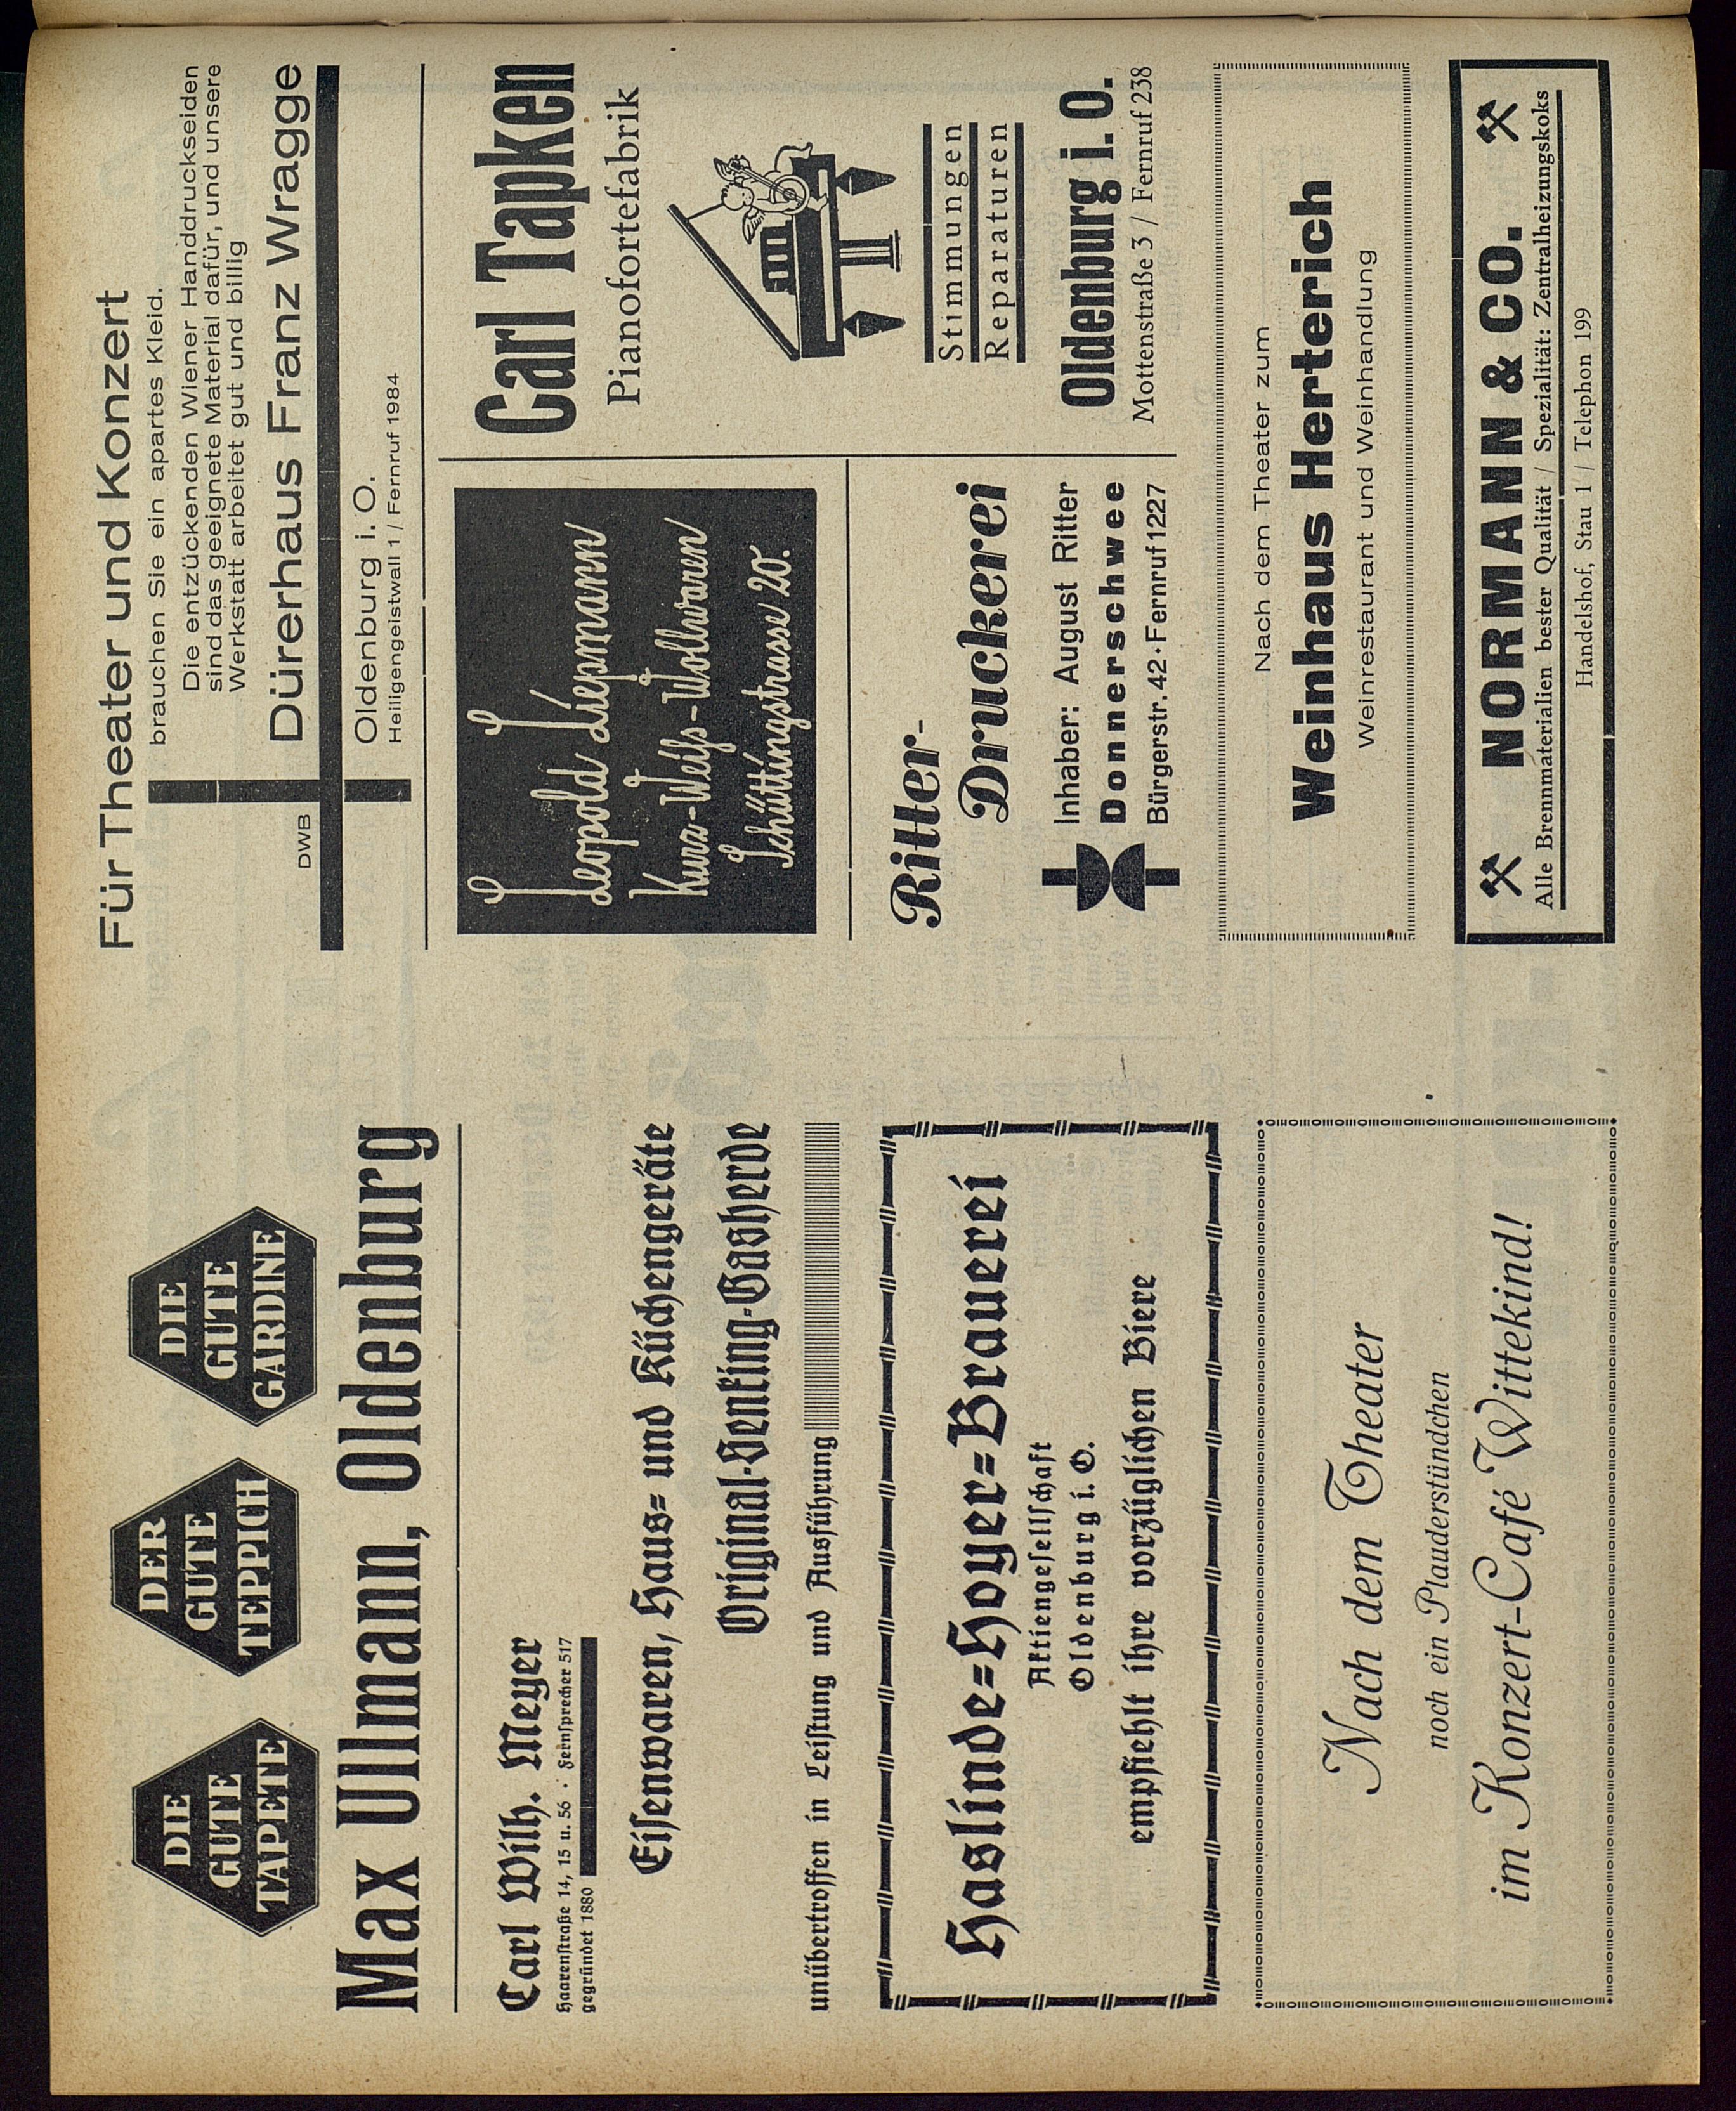 DIE
GUTE
TAPETE
DER
GUTE
TEPPICH
DIE
GUTE
GARDINE
Max Ullmann, Oldenburg
Carl Wilh. Meyer
Haarenstraße 14, 15 u. 56 · Fernsprecher 517
gegründet 1880
Eisenwaren, Haus- und Küchengeräte
Original-Senking-Gasherde
unübertroffen in Leistung und Ausführung
Haslinde-Hoyer-Brauerei
Aktiengesellschaft
Oldenburg i. O.
empfiehlt ihre vorzüglichen Biere
Nach dem Theater
noch ein Plauderstündchen
im Konzert-Café Wittekind!
Für Theater und Konzert
brauchen Sie ein apartes Kleid.
Die entzückenden Wiener Handdruckseiden
sind das geeignete Material dafür, und unsere
Werkstatt arbeitet gut und billig
DWB
Dürerhaus Franz Wragge
Oldenburg i. O.
Heiligengeistwall 1 / Fernruf 1984
Leopold Liepmann
Kurz-Weiß-Wollwaren
Schüttingstrasse 20.
Carl Tapken
Pianofortefabrik
Stimmungen
Reparaturen
Oldenburg i. O.
Mottenstraße 3 / Fernruf 238
Ritter-
Druckerei
Inhaber: August Ritter
Donnerschwee
Bürgerstr. 42 · Fernruf 1227
Nach dem Theater zum
Weinhaus Herterich
Weinrestaurant und Weinhandlung
NORMANN & CO.
Alle Brennmaterialien bester Qualität / Spezialität: Zentralheizungskoks
Handelshof, Stau 1 / Telephon 199